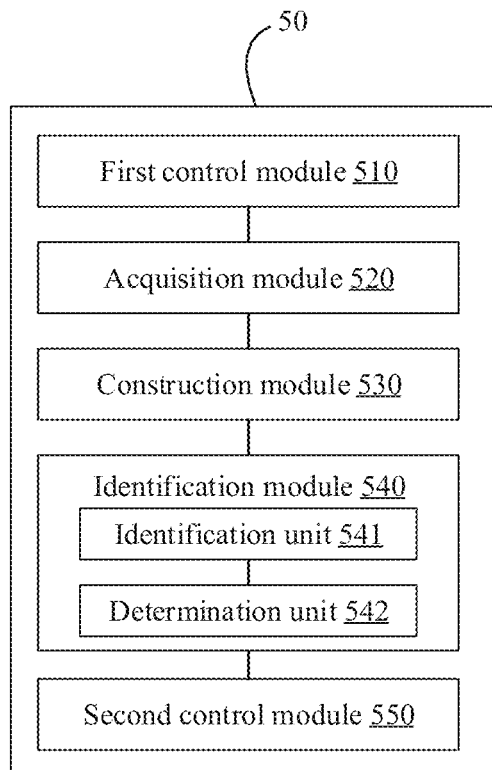 50
First control module 510
Acquisition module 520
Construction module 530
Identification module 540
Identification unit 541
Determination unit 542
Second control module 550